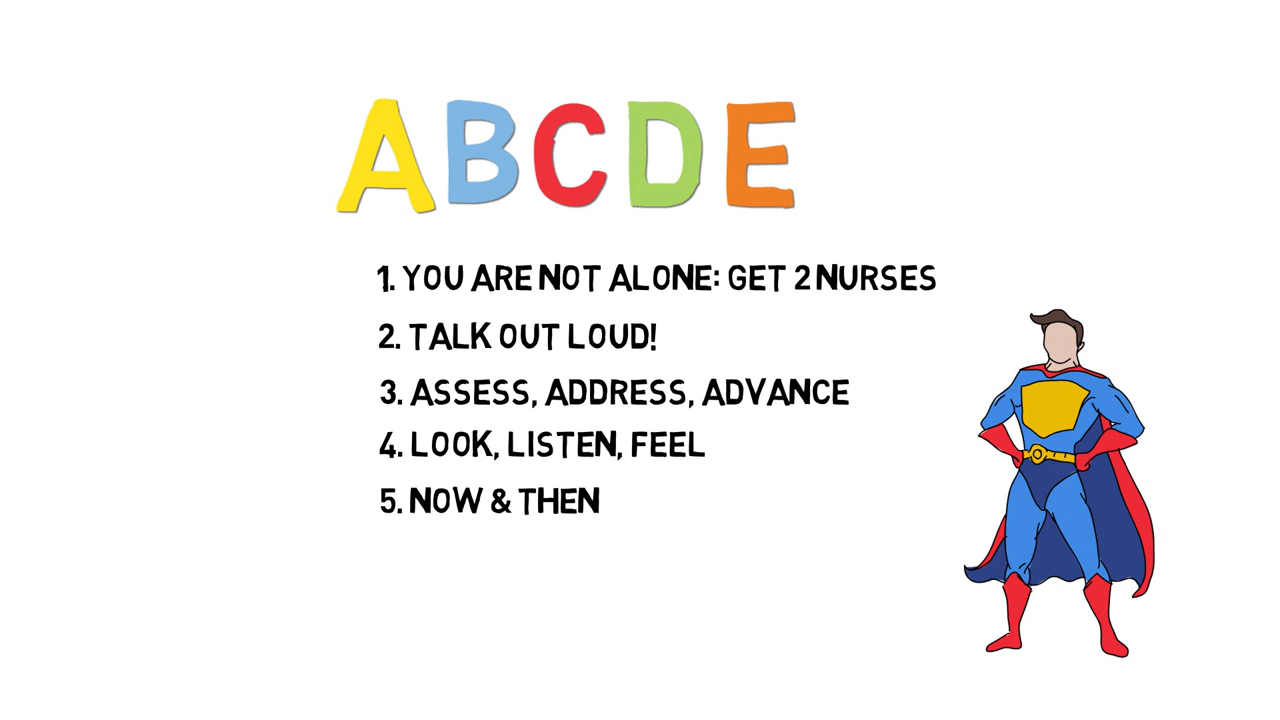 ABCDE
1. YOU ARE NOT ALONE: GET 2 NURSES
2. TALK OUT LOUD!
3. ASSESS, ADDRESS, ADVANCE
4. LOOK, LISTEN, FEEL
5. NOW & THEN